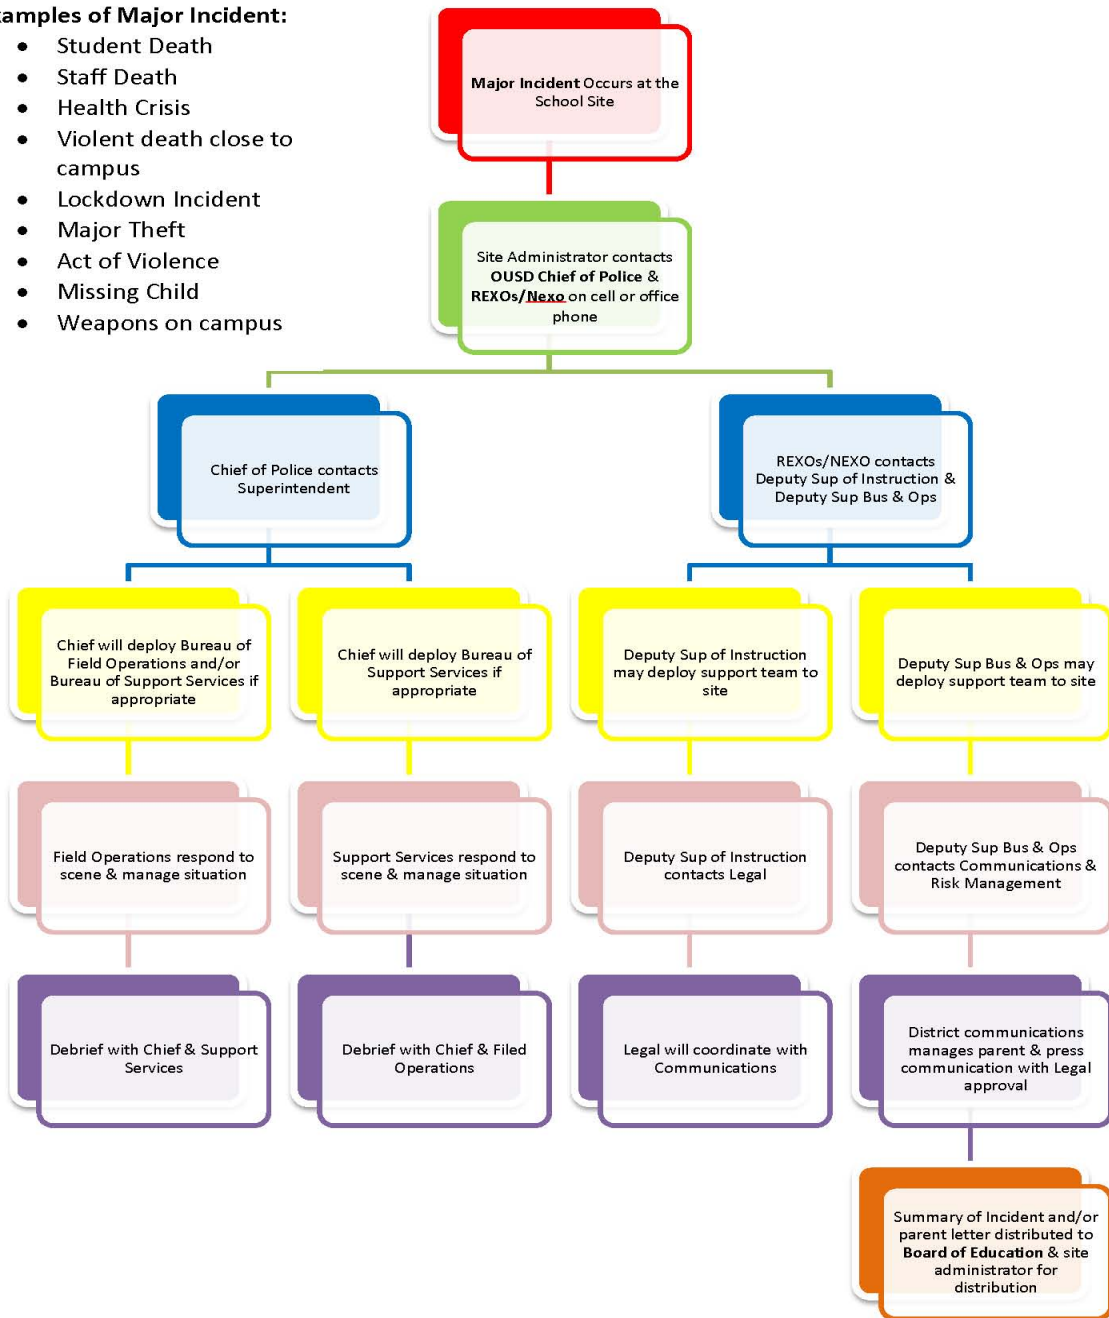 xamples of Major Incident:
• Student Death
• Staff Death
• Health Crisis
• Violent death close to
campus
• Lockdown Incident
• Major Theft
• Act of Violence
• Missing Child
• Weapons on campus
Major Incident Occurs at the
School Site
Site Administrator contacts
OUSD Chief of Police &
REXOs/Nexo on cell or office
phone
Chief of Police contacts
Superintendent
REXOs/NEXO contacts
Deputy Sup of Instruction &
Deputy Sup Bus & Ops
Chief will deploy Bureau of
Field Operations and/or
Bureau of Support Services if
appropriate
Chief will deploy Bureau of
Support Services if
appropriate
Deputy Sup of Instruction
may deploy support team to
site
Deputy Sup Bus & Ops may
deploy support team to site
Field Operations respond to
scene & manage situation
Support Services respond to
scene & manage situation
Deputy Sup of Instruction
contacts Legal
Deputy Sup Bus & Ops
contacts Communications &
Risk Management
Debrief with Chief & Support
Services
Debrief with Chief & Filed
Operations
Legal will coordinate with
Communications
District communications
manages parent & press
communication with Legal
approval
Summary of Incident and/or
parent letter distributed to
Board of Education & site
administrator for
distribution